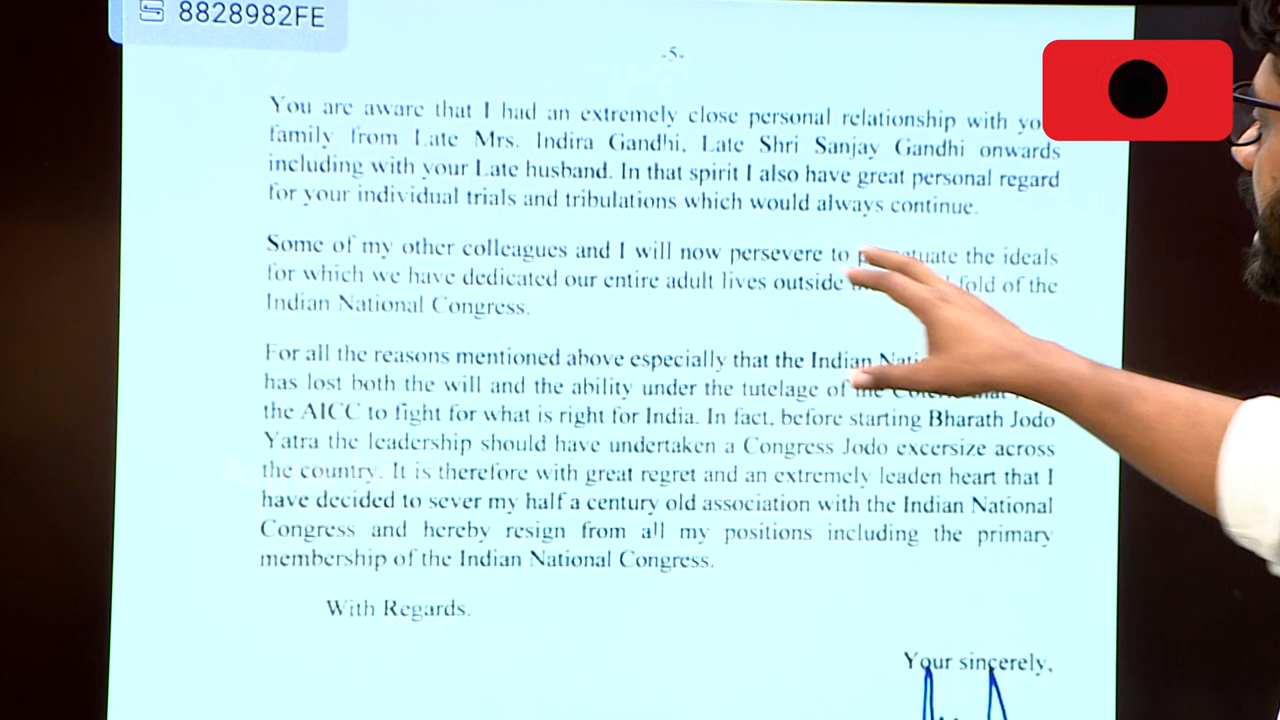 8828982FE
-5-
You are aware that I had an extremely close personal relationship with
family from Late Mrs. Indira Gandhi, Late Shri Sanjay Gandhi onwards
including with your Late husband. In that spirit I also have great personal regard
for your individual trials and tribulations which would always continue.
Some of my other colleagues and I will now persevere to the ideals
for which we have dedicated our entire adult lives outside fold of the
Indian National Congress.
For all the reasons mentioned above especially that the Indian
has lost both the will and the ability under the tutelage of
the AICC to fight for what is right for India. In fact, before starting Bharath Jodo
Yatra the leadership should have undertaken a Congress Jodo excersize across
the country. It is therefore with great regret and an extremely leaden heart that I
have decided to sever my half a century old association with the Indian National
Congress and hereby resign from all my positions including the primary
membership of the Indian National Congress.
With Regards.
Your sincerely,